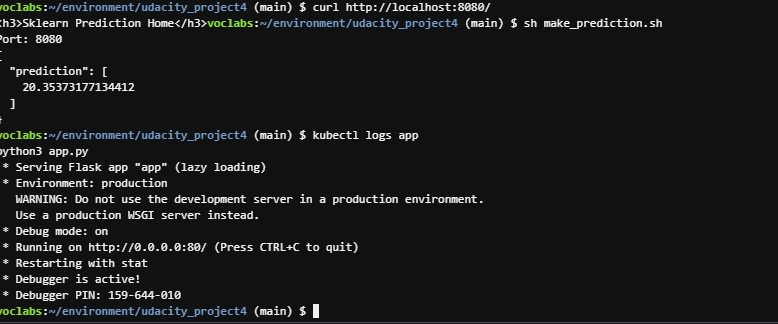 voclabs:~/environment/udacity_project4 (main) $ curl http://localhost:8080/
<h3>Sklearn Prediction Home</h3>voclabs:~/environment/udacity_project4 (main) $ sh make_prediction.sh
Port: 8080
{
  "prediction": [
    20.35373177134412
  ]
}
voclabs:~/environment/udacity_project4 (main) $ kubectl logs app
python3 app.py
 * Serving Flask app "app" (lazy loading)
 * Environment: production
   WARNING: Do not use the development server in a production environment.
   Use a production WSGI server instead.
 * Debug mode: on
 * Running on http://0.0.0.0:80/ (Press CTRL+C to quit)
 * Restarting with stat
 * Debugger is active!
 * Debugger PIN: 159-644-010
voclabs:~/environment/udacity_project4 (main) $